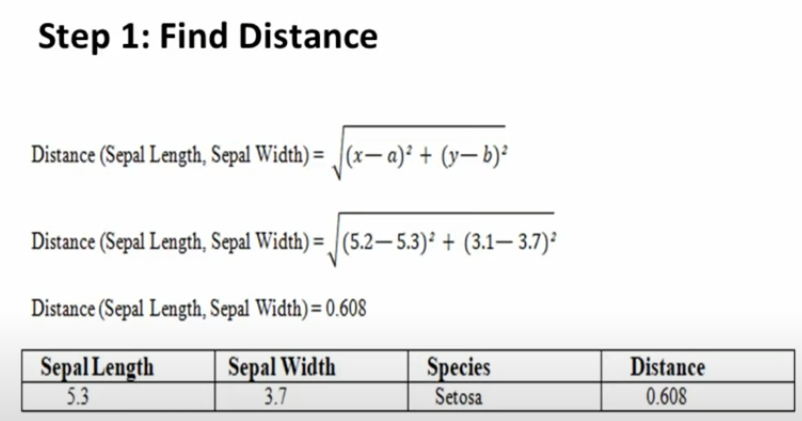 Step 1: Find Distance
Distance (Sepal Length, Sepal Width) = √(x— a)² + (y— b)²
Distance (Sepal Length, Sepal Width) = √(5.2— 5.3)² + (3.1— 3.7)²
Distance (Sepal Length, Sepal Width) = 0.608
Sepal Length Sepal Width Species Distance
5.3 3.7 Setosa 0.608